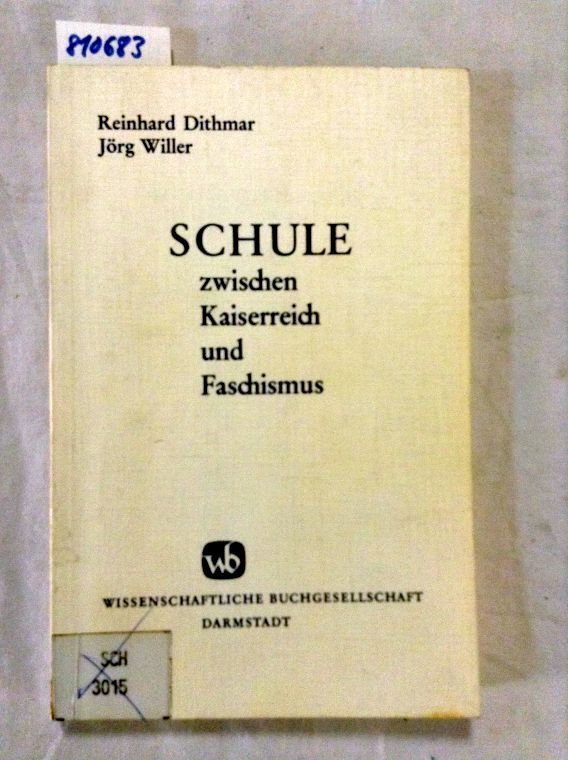 810683
Reinhard Dithmar
Jörg Willer
SCHULE
zwischen
Kaiserreich
und
Faschismus
wb
WISSENSCHAFTLICHE BUCHGESELLSCHAFT
DARMSTADT
SCH
3015